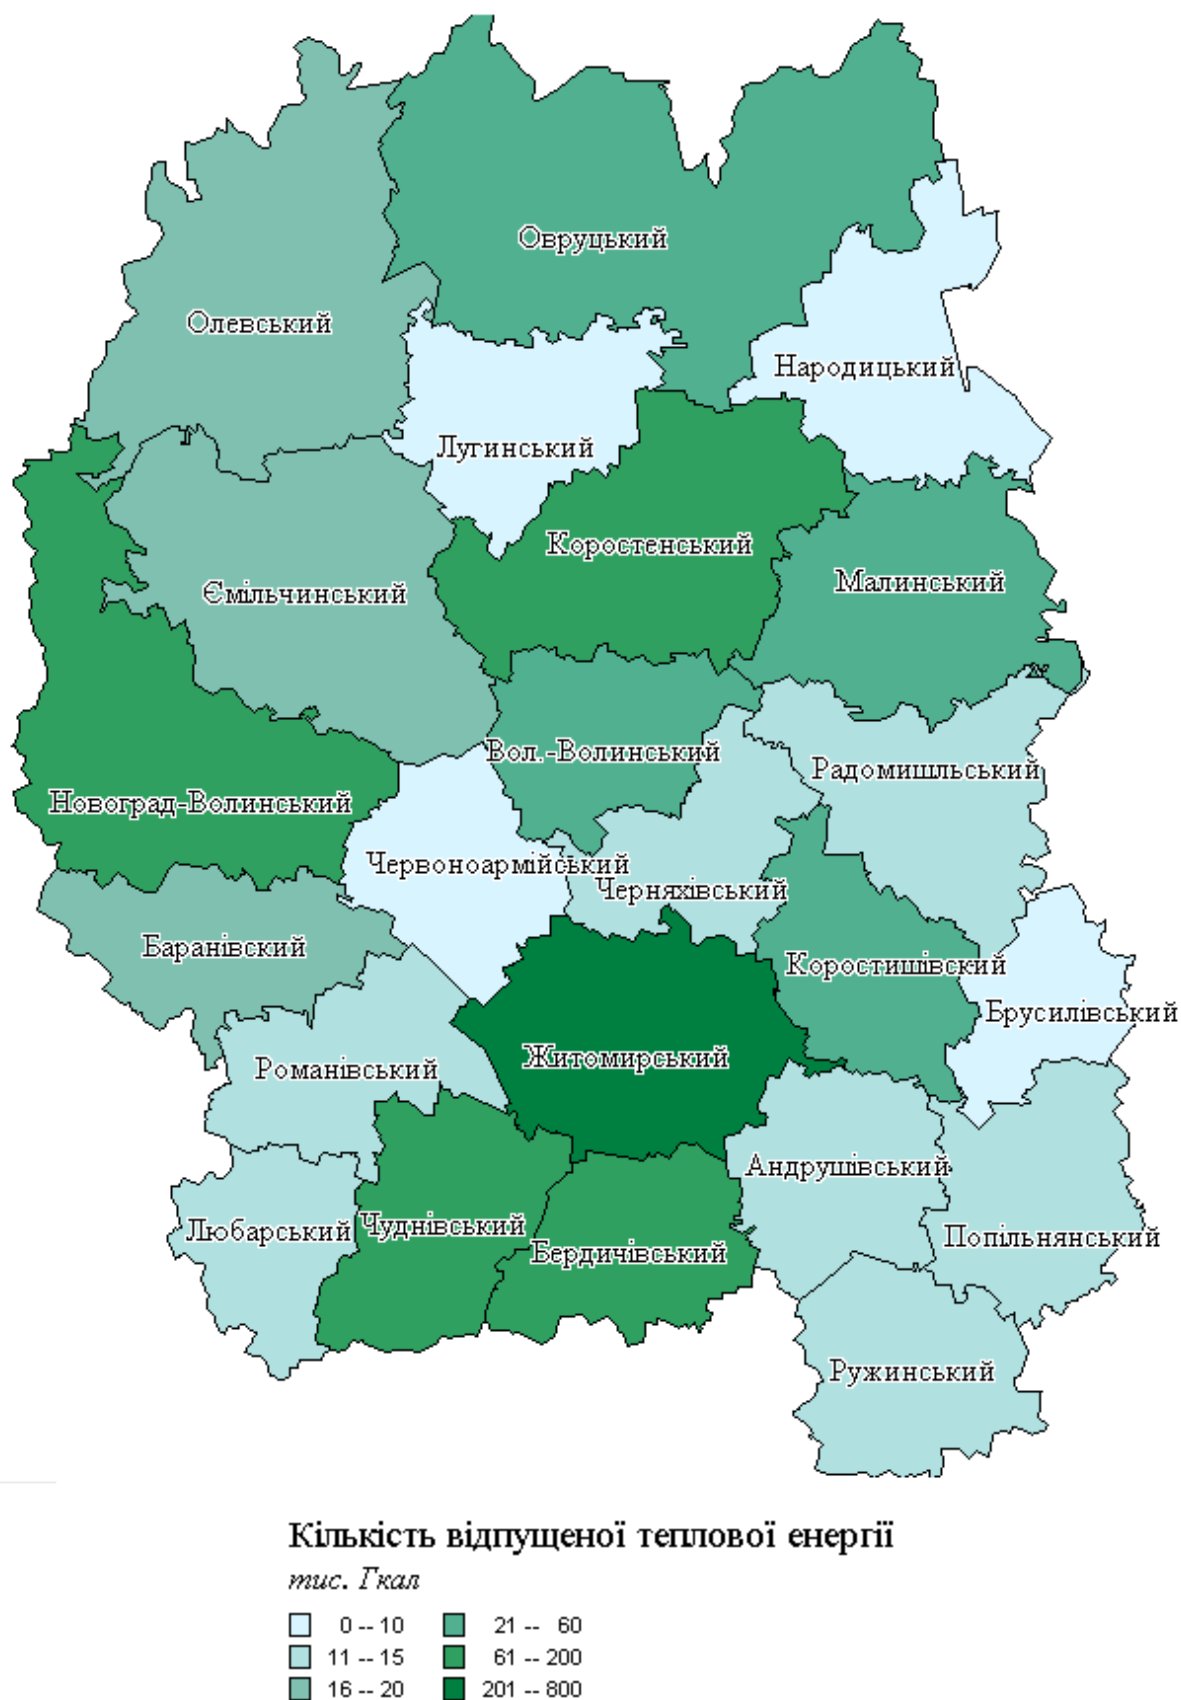 Овруцький
Олевський
Народицький
Лугинський
Коростенський
Малинський
Ємільчинський
Вол.-Волинський
Радомишльський
Новоград-Волинський
Червоноармійський
Черняхівський
Баранівский
Коростишівский
Брусилівський
Житомирський
Романівський
Андрушівський
Любарський
Чуднівський
Попільнянський
Бердичівський
Ружинський
Кількість відпущеної теплової енергії
тис. Гкал
0 -- 10 21 -- 60
11 -- 15 61 -- 200
16 -- 20 201 -- 800